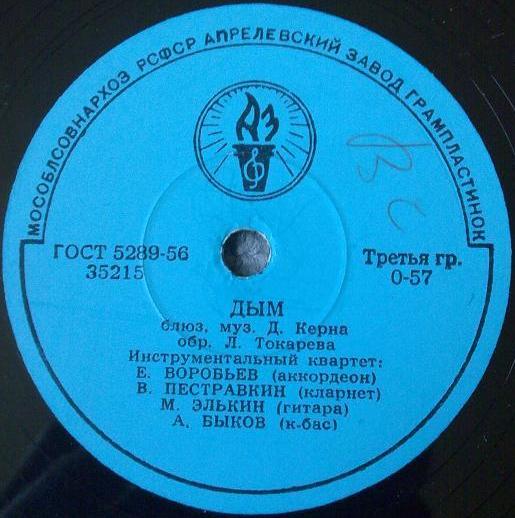 МОСОБЛСОВНАРХОЗ РСФСР АПРЕЛЕВСКИЙ ЗАВОД ГРАМПЛАСТИНОК
АЗ
ВС
ГОСТ 5289-56
35215
Третья гр.
0-57
ДЫМ
блюз, муз. Д. Керна
обр. Л. Токарева
Инструментальный квартет:
Е. ВОРОБЬЕВ (аккордеон)
В. ПЕСТРАВКИН (кларнет)
М. ЭЛЬКИН (гитара)
А. БЫКОВ (к-бас)